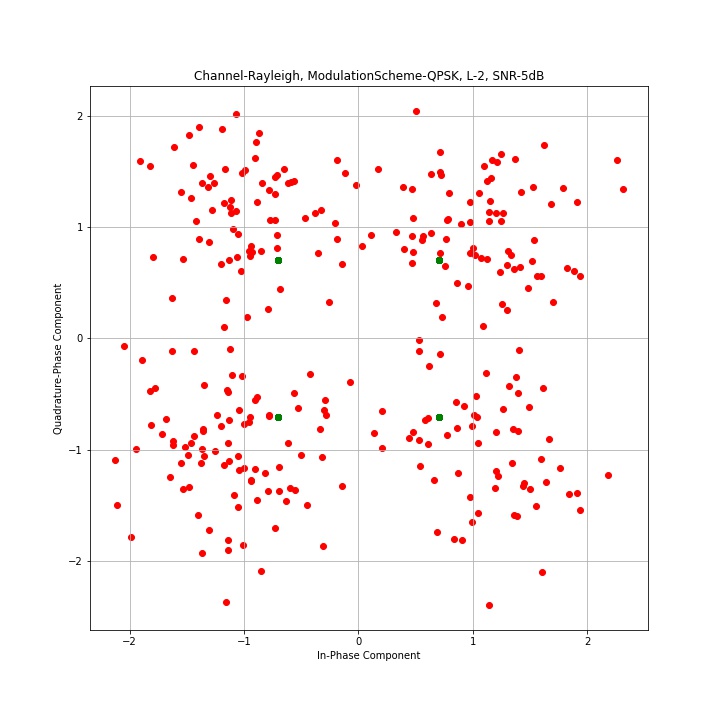 Channel-Rayleigh, ModulationScheme-QPSK, L-2, SNR-5dB
2
1
0
−1
−2
Quadrature-Phase Component
−2 −1 0 1 2
In-Phase Component